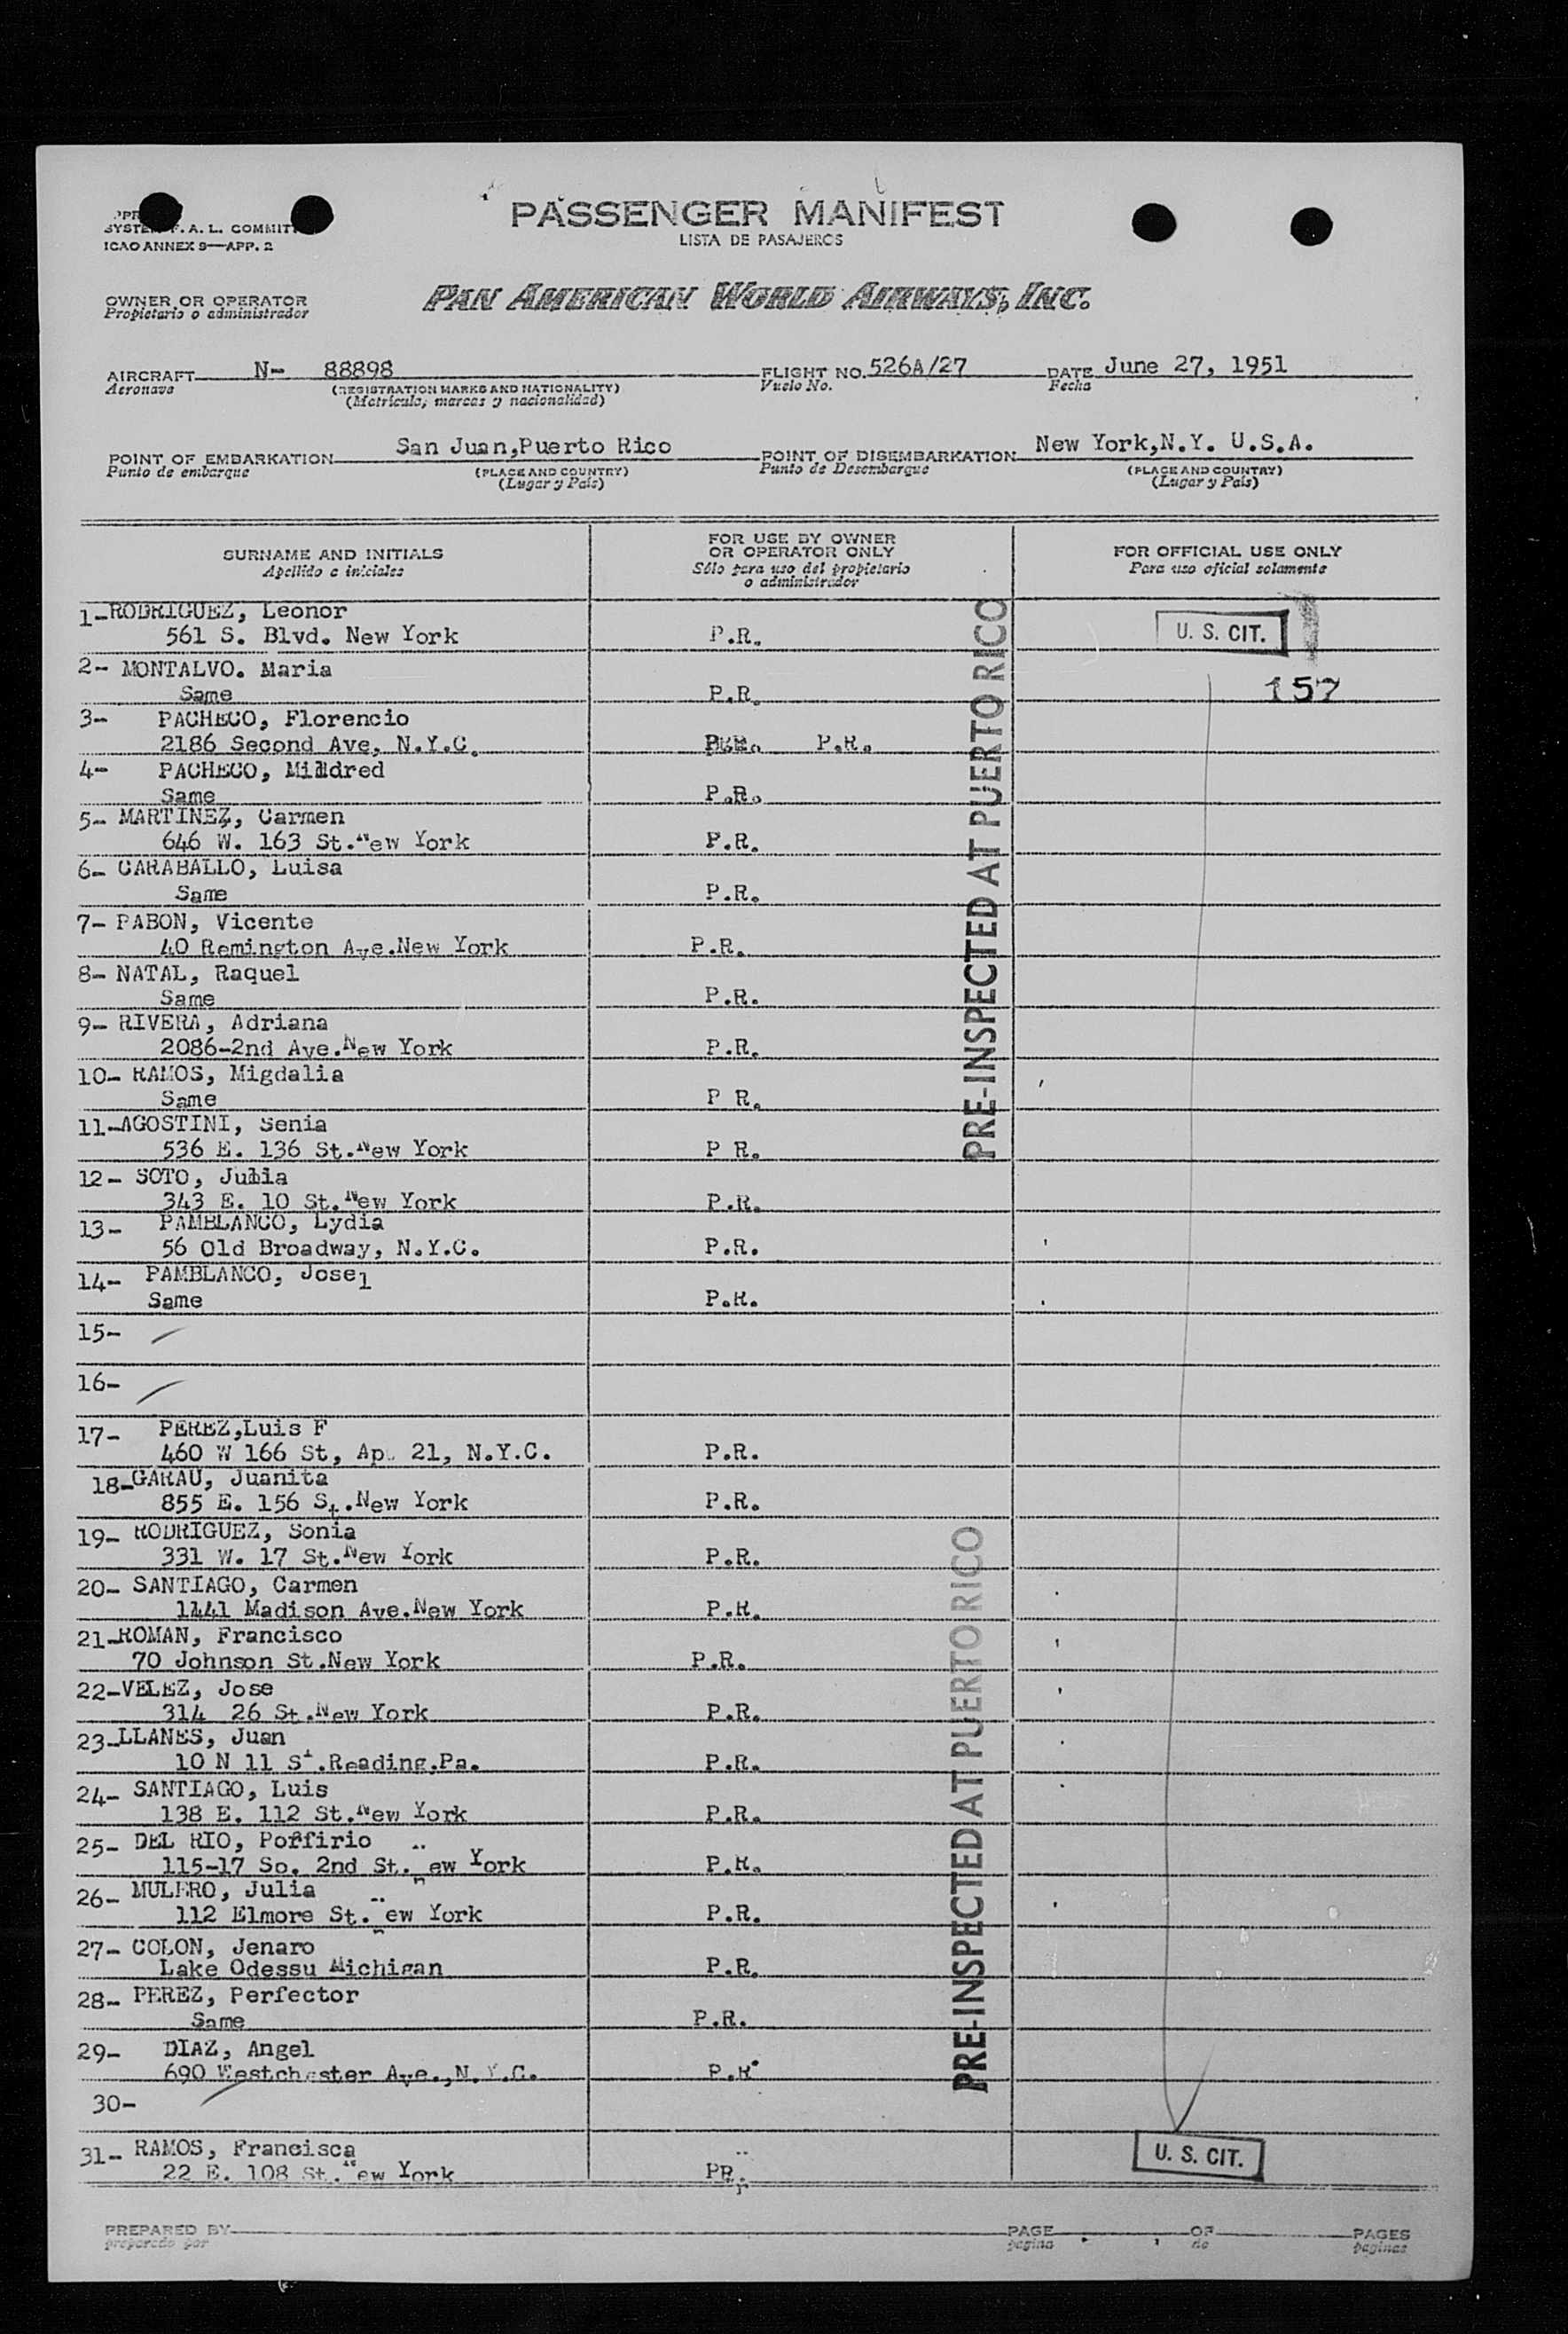 PASSENGER MANIFEST
LISTA DE PASAJEROS
F. A. L.
ICAO ANNEX 9—APP. 2
OWNER OR OPERATOR
Propietario o administrador
PAN AMERICAN WORLD AIRWAYS, INC.
AIRCRAFT N- 88898 FLIGHT NO. 526A/27 DATE June 27, 1951
Aeronave (REGISTRATION MARKS AND NATIONALITY) Vuelo No. Fecha
(Matricula, marcas y nacionalidad)
POINT OF EMBARKATION San Juan,Puerto Rico POINT OF DISEMBARKATION New York,N.Y. U.S.A.
Punto de embarque (PLACE AND COUNTRY) Punto de Desembarque (PLACE AND COUNTRY)
(Lugar y País) (Lugar y País)
SURNAME AND INITIALS
Apellido e iniciales
FOR USE BY OWNER
OR OPERATOR ONLY
Sólo para uso del propietario
o administrador
FOR OFFICIAL USE ONLY
Para uso oficial solamente
1-RODRIGUEZ, Leonor
561 S. Blvd. New York P.R. U. S. CIT.
2- MONTALVO. Maria
Same P.R. 157
3- PACHECO, Florencio
2186 Second Ave, N.Y.C. P.R.
4- PACHECO, Mildred
Same P.R.
5- MARTINEZ, Carmen
646 W. 163 St.New York P.R.
6- CARABALLO, Luisa
Same P.R.
7- PABON, Vicente
40 Remington Ave.New York P.R.
8- NATAL, Raquel
Same P.R.
9- RIVERA, Adriana
2086-2nd Ave.New York P.R.
10- RAMOS, Migdalia
Same P R.
11-AGOSTINI, Senia
536 E. 136 St.New York P R.
12- SOTO, Julia
343 E. 10 St.New York P.R.
13- PAMBLANCO, Lydia
56 Old Broadway, N.Y.C. P.R.
14- PAMBLANCO, Jose1
Same P.R.
15-
16-
17- PEREZ,Luis F
460 W 166 St, Ap. 21, N.Y.C. P.R.
18-GARAU, Juanita
855 E. 156 St.New York P.R.
19- RODRIGUEZ, Sonia
331 W. 17 St.New York P.R.
20- SANTIAGO, Carmen
1441 Madison Ave.New York P.R.
21-ROMAN, Francisco
70 Johnson St.New York P.R.
22-VELEZ, Jose
314 26 St.New York P.R.
23-LLANES, Juan
10 N 11 St.Reading,Pa. P.R.
24- SANTIAGO, Luis
138 E. 112 St.New York P.R.
25- DEL RIO, Porfirio
115-17 So. 2nd St. ew York P.R.
26- MULERO, Julia
112 Elmore St. ew York P.R.
27- COLON, Jenaro
Lake Odessu Michigan P.R.
28- PEREZ, Perfector
Same P.R.
29- DIAZ, Angel
690 Westchester Ave.,N.Y.C. P.R.
30-
31- RAMOS, Francisca
22 E. 108 St.New York PR. U. S. CIT.
PRE-INSPECTED AT PUERTO RICO
PRE-INSPECTED AT PUERTO RICO
PREPARED BY PAGE OF PAGES
preparado por pagina de paginas